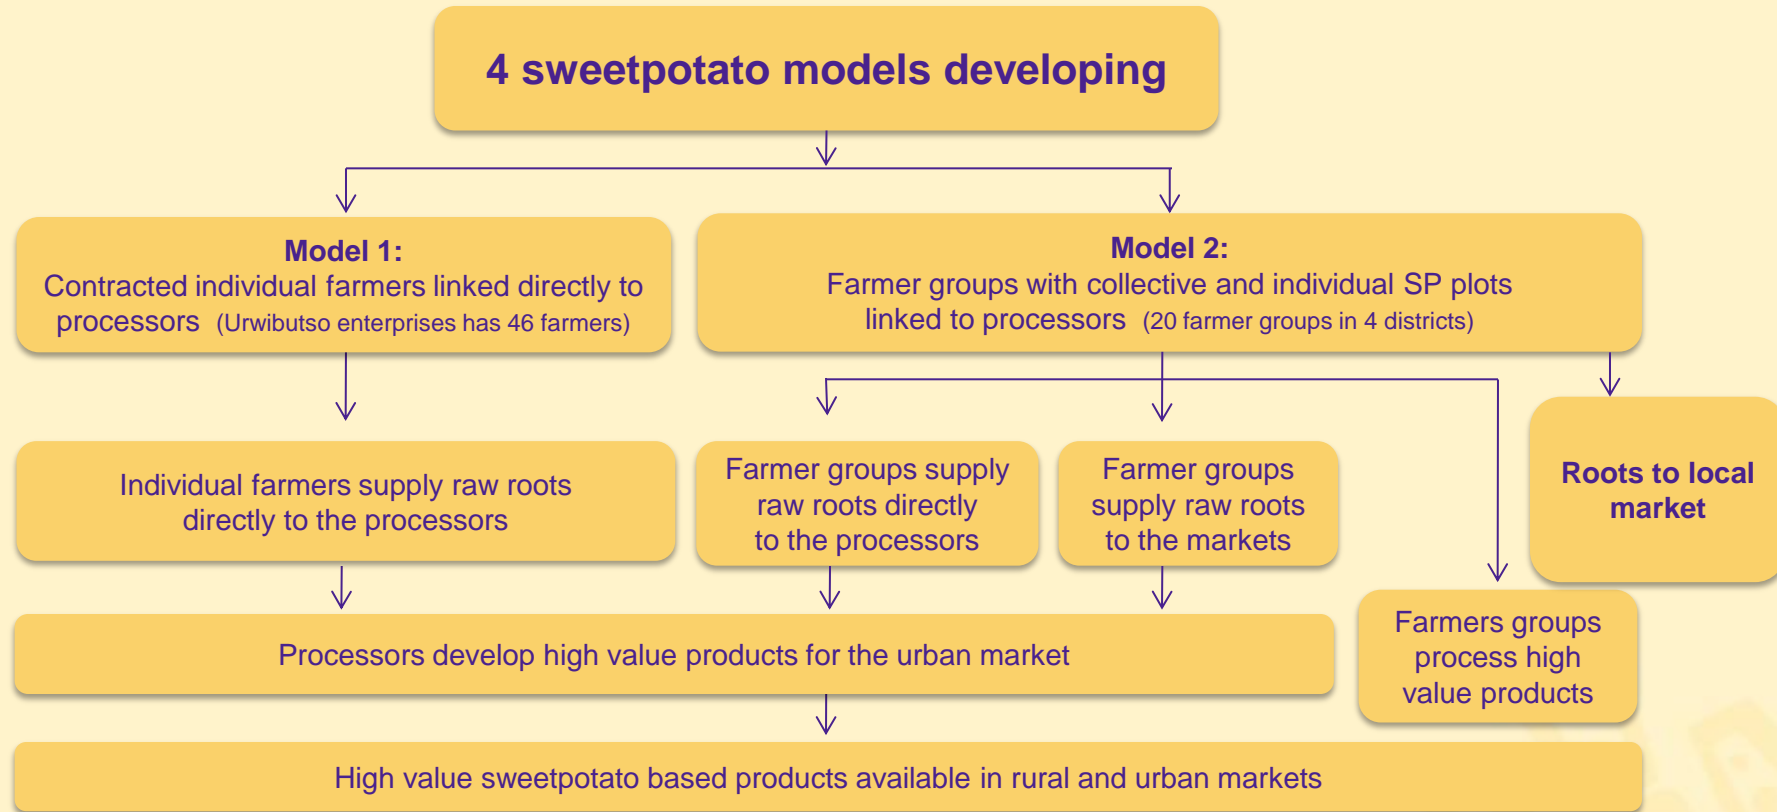 4 sweetpotato models developing
Model 1:
Contracted individual farmers linked directly to
processors (Urwibutso enterprises has 46 farmers)
Model 2:
Farmer groups with collective and individual SP plots
linked to processors (20 farmer groups in 4 districts)
Individual farmers supply raw roots
directly to the processors
Farmer groups supply
raw roots directly
to the processors
Farmer groups
supply raw roots
to the markets
Roots to local
market
Processors develop high value products for the urban market
Farmers groups
process high
value products
High value sweetpotato based products available in rural and urban markets